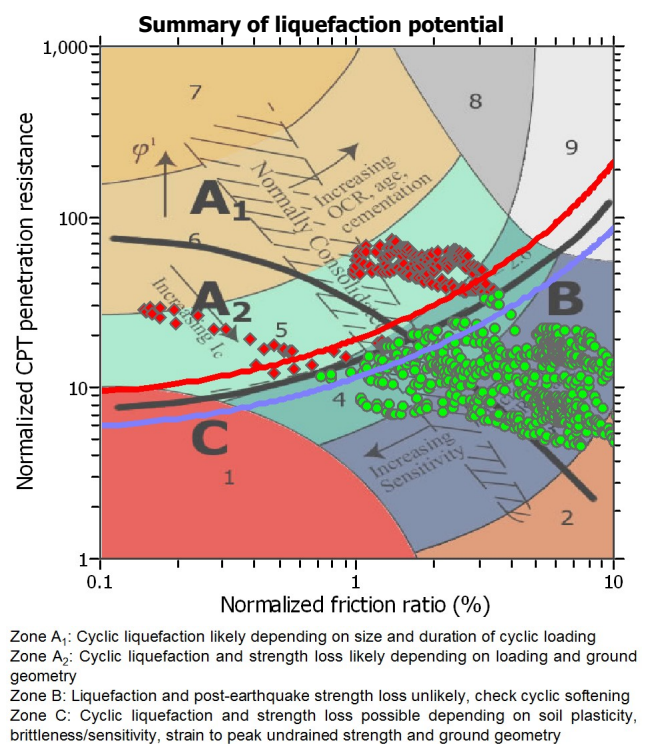 Summary of liquefaction potential
1,000
7
8
9
φ'
Increasing
OCR, age,
cementation
Normally Consolidated
A1
100
6
2.6
A2
Increasing Ic
5
B
Normalized CPT penetration resistance
10
4
C
Increasing
Sensitivity
1
2
1
0.1
1
10
Normalized friction ratio (%)
Zone A1: Cyclic liquefaction likely depending on size and duration of cyclic loading
Zone A2: Cyclic liquefaction and strength loss likely depending on loading and ground
geometry
Zone B: Liquefaction and post-earthquake strength loss unlikely, check cyclic softening
Zone C: Cyclic liquefaction and strength loss possible depending on soil plasticity,
brittleness/sensitivity, strain to peak undrained strength and ground geometry